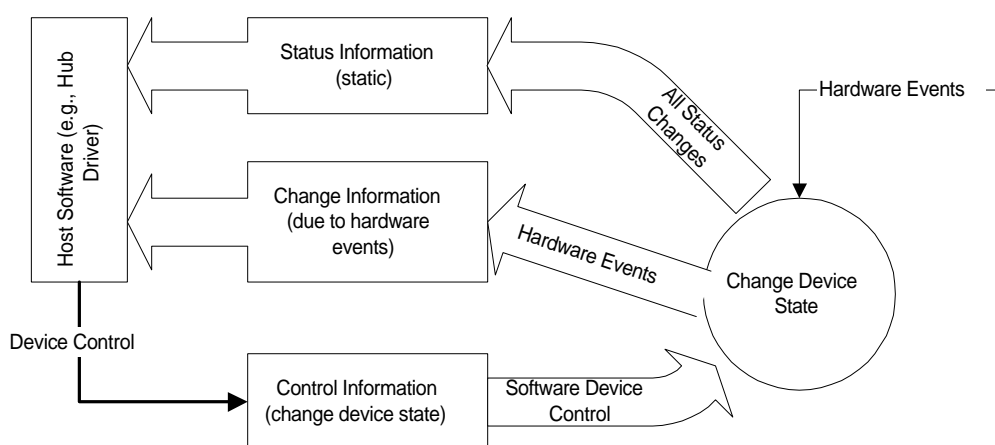 Host Software (e.g., Hub
Driver)
Status Information
(static)
All Status
Changes
Hardware Events
Change Information
(due to hardware
events)
Hardware Events
Change Device
State
Device Control
Control Information
(change device state)
Software Device
Control